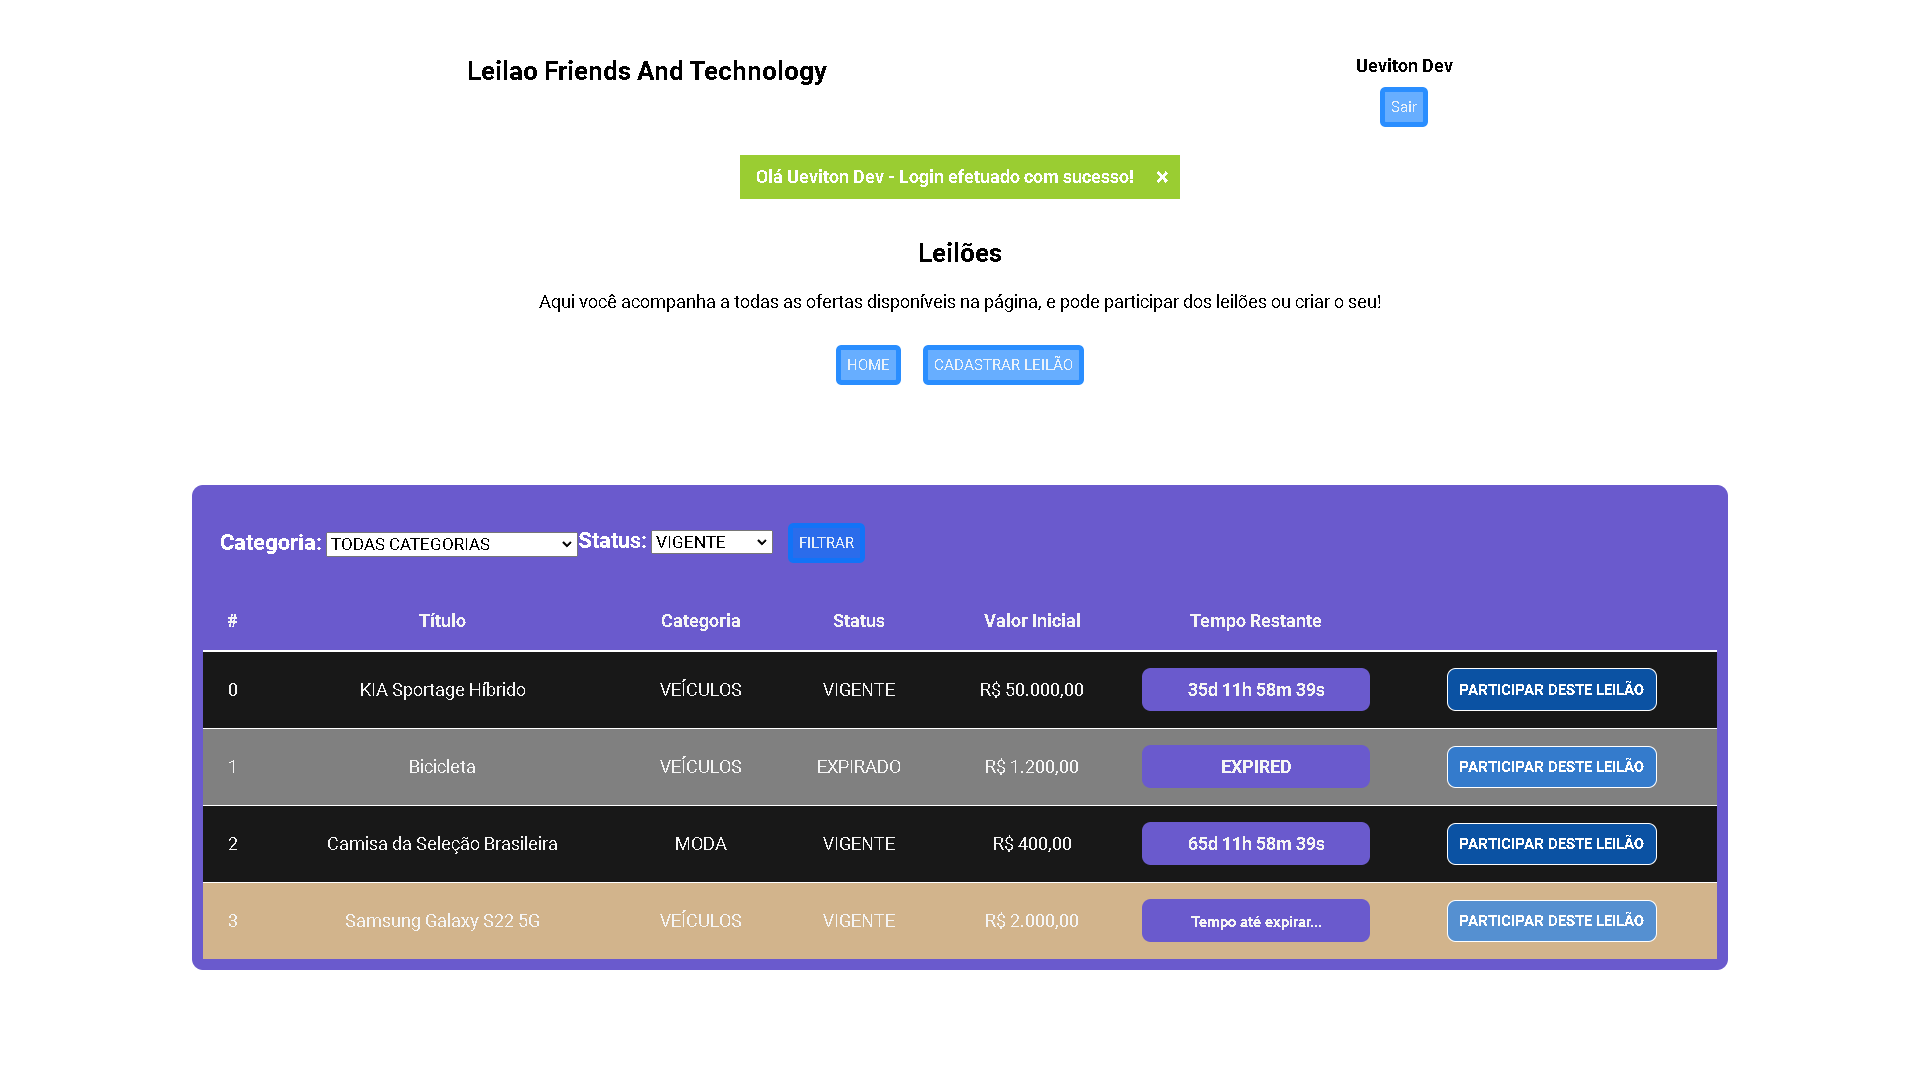 Leilao Friends And Technology
Ueviton Dev
Sair
Olá Ueviton Dev - Login efetuado com sucesso! ×
Leilões
Aqui você acompanha a todas as ofertas disponíveis na página, e pode participar dos leilões ou criar o seu!
HOME CADASTRAR LEILÃO
Categoria: TODAS CATEGORIAS Status: VIGENTE FILTRAR
# Título Categoria Status Valor Inicial Tempo Restante
0 KIA Sportage Híbrido VEÍCULOS VIGENTE R$ 50.000,00 35d 11h 58m 39s PARTICIPAR DESTE LEILÃO
1 Bicicleta VEÍCULOS EXPIRADO R$ 1.200,00 EXPIRED PARTICIPAR DESTE LEILÃO
2 Camisa da Seleção Brasileira MODA VIGENTE R$ 400,00 65d 11h 58m 39s PARTICIPAR DESTE LEILÃO
3 Samsung Galaxy S22 5G VEÍCULOS VIGENTE R$ 2.000,00 Tempo até expirar... PARTICIPAR DESTE LEILÃO